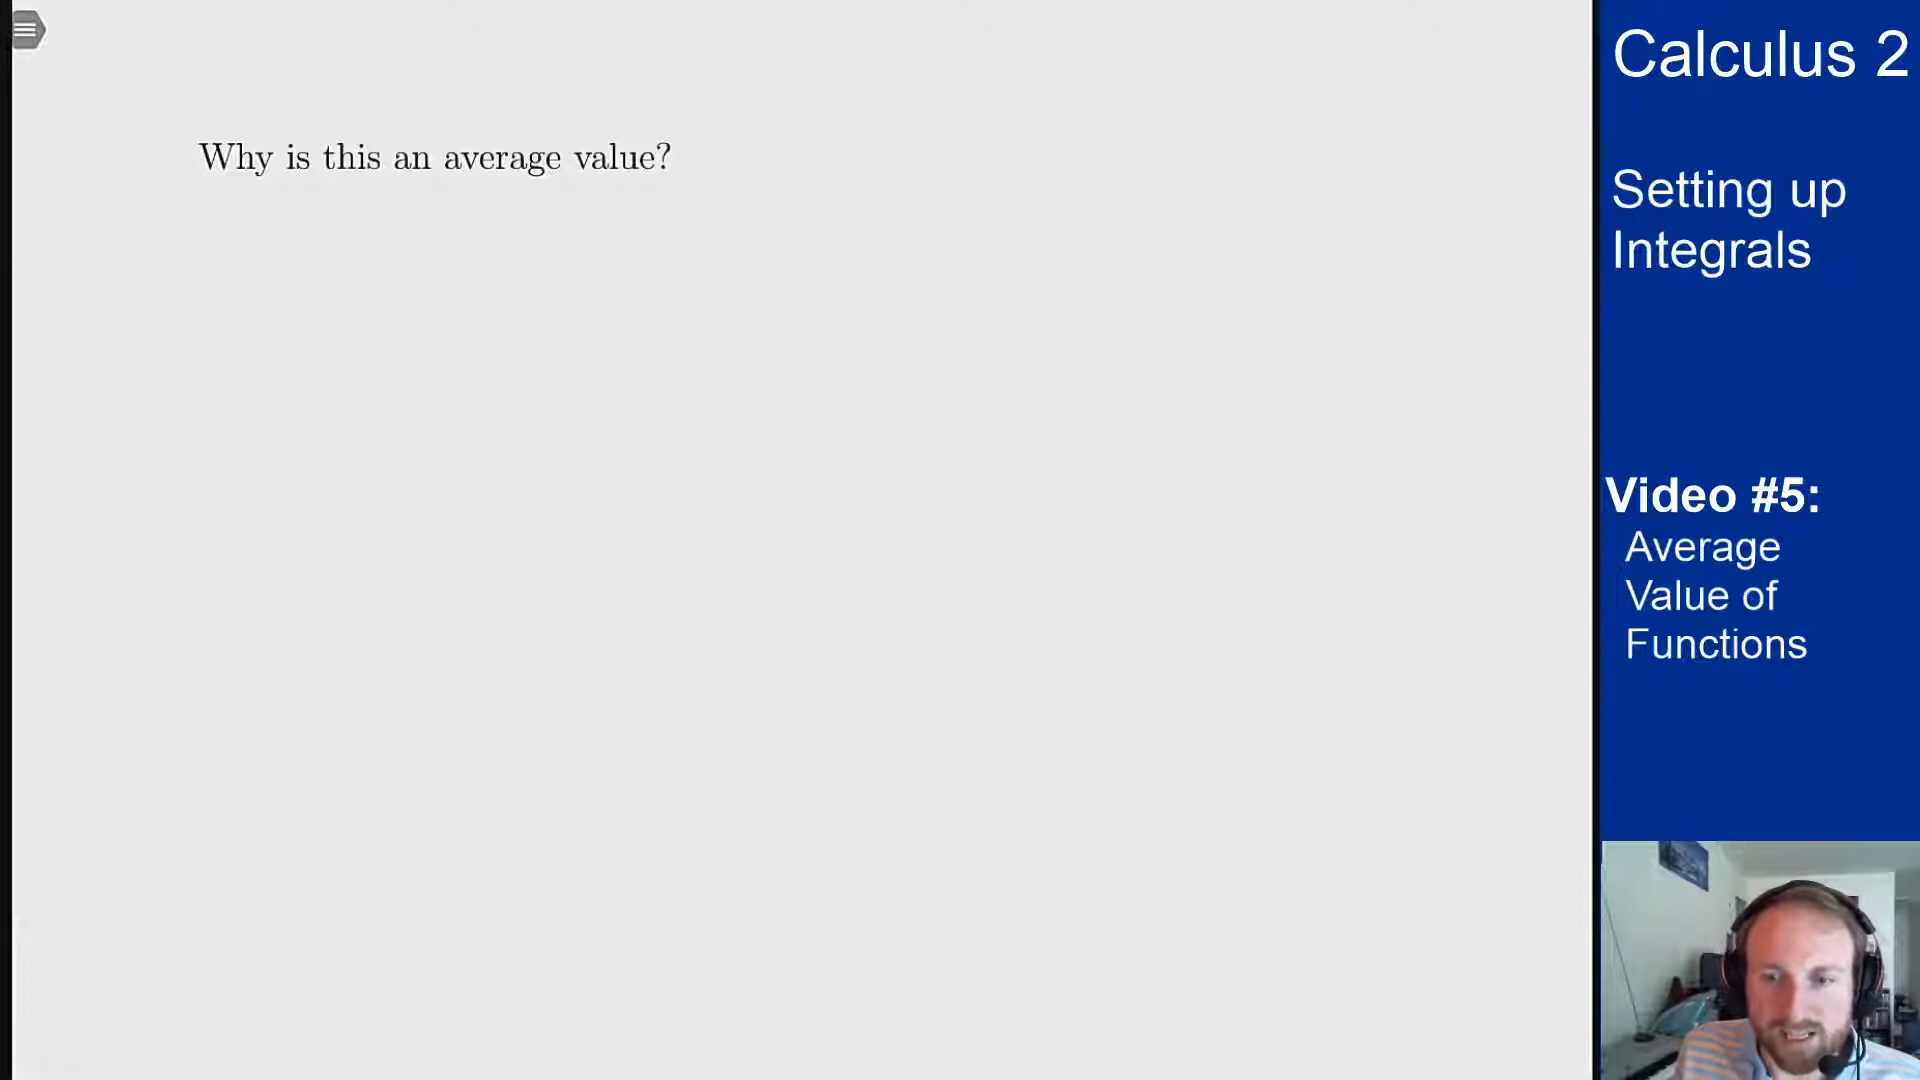 Why is this an average value?
Calculus 2
Setting up
Integrals
Video #5:
Average
Value of
Functions